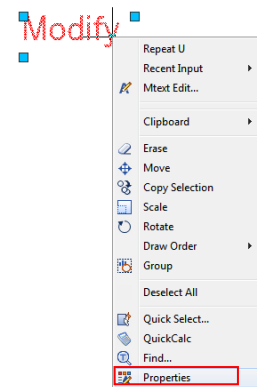 Modify
Repeat U
Recent Input
Mtext Edit...
Clipboard
Erase
Move
Copy Selection
Scale
Rotate
Draw Order
Group
Deselect All
Quick Select...
QuickCalc
Find...
Properties